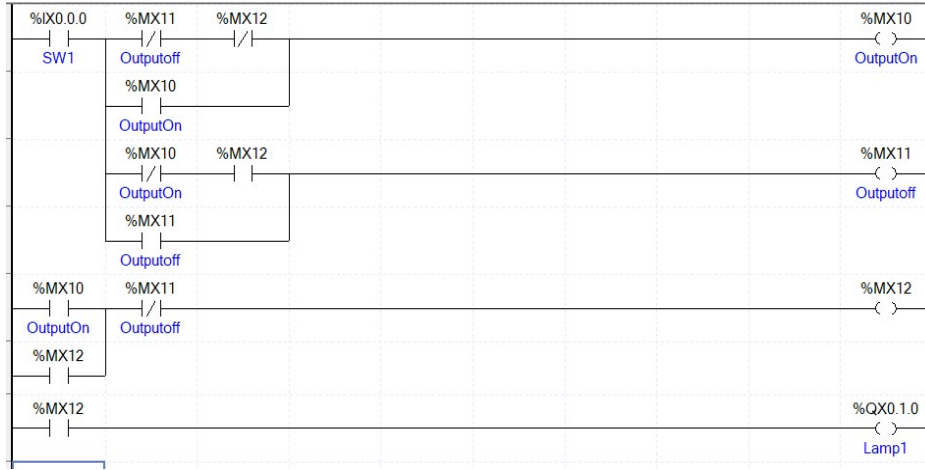 %IX0.0.0 %MX11 %MX12 %MX10
SW1 Outputoff OutputOn
%MX10
OutputOn
%MX10 %MX12 %MX11
OutputOn Outputoff
%MX11
Outputoff
%MX10 %MX11 %MX12
OutputOn Outputoff
%MX12
%MX12 %QX0.1.0
Lamp1